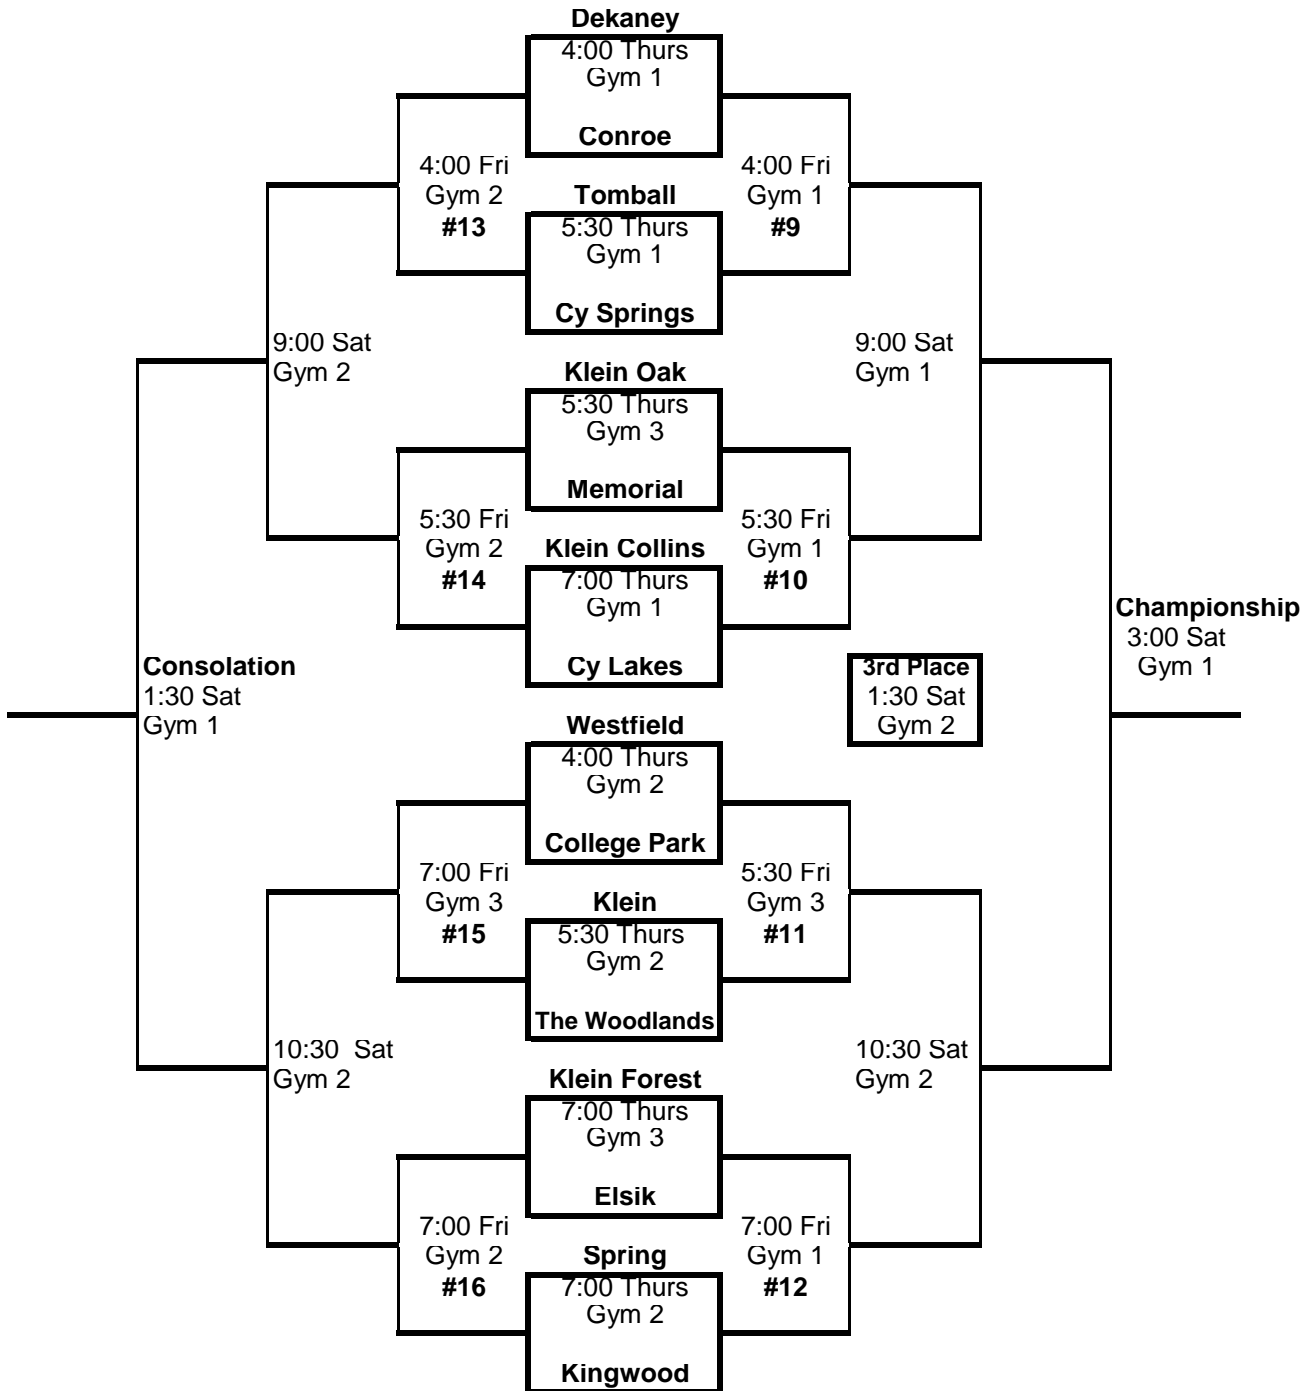 Dekaney
4:00 Thurs
Gym 1
Conroe
4:00 Fri
Gym 2
#13
4:00 Fri
Gym 1
#9
Tomball
5:30 Thurs
Gym 1
Cy Springs
9:00 Sat
Gym 2
9:00 Sat
Gym 1
Klein Oak
5:30 Thurs
Gym 3
Memorial
5:30 Fri
Gym 2
#14
5:30 Fri
Gym 1
#10
Klein Collins
7:00 Thurs
Gym 1
Cy Lakes
Championship
3:00 Sat
Gym 1
Consolation
1:30 Sat
Gym 1
3rd Place
1:30 Sat
Gym 2
Westfield
4:00 Thurs
Gym 2
College Park
7:00 Fri
Gym 3
#15
5:30 Fri
Gym 3
#11
Klein
5:30 Thurs
Gym 2
The Woodlands
10:30  Sat
Gym 2
10:30 Sat
Gym 2
Klein Forest
7:00 Thurs
Gym 3
Elsik
7:00 Fri
Gym 2
#16
7:00 Fri
Gym 1
#12
Spring
7:00 Thurs
Gym 2
Kingwood